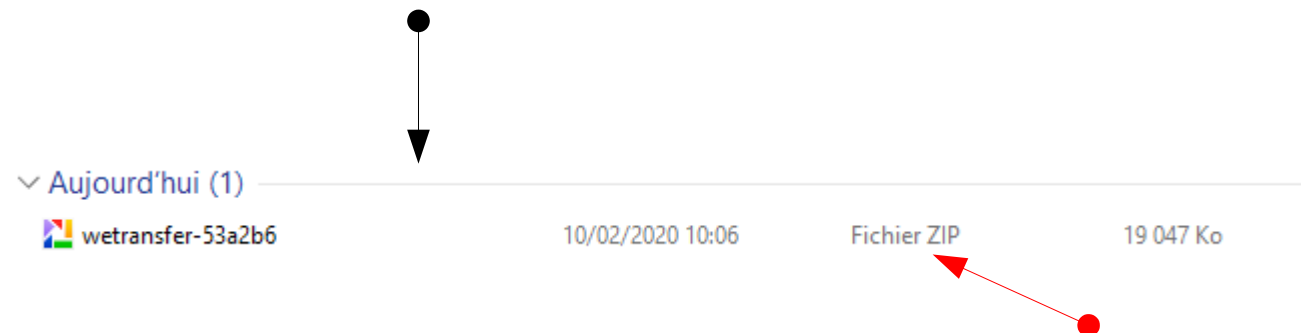 Aujourd'hui (1)
wetransfer-53a2b6 10/02/2020 10:06 Fichier ZIP 19 047 Ko